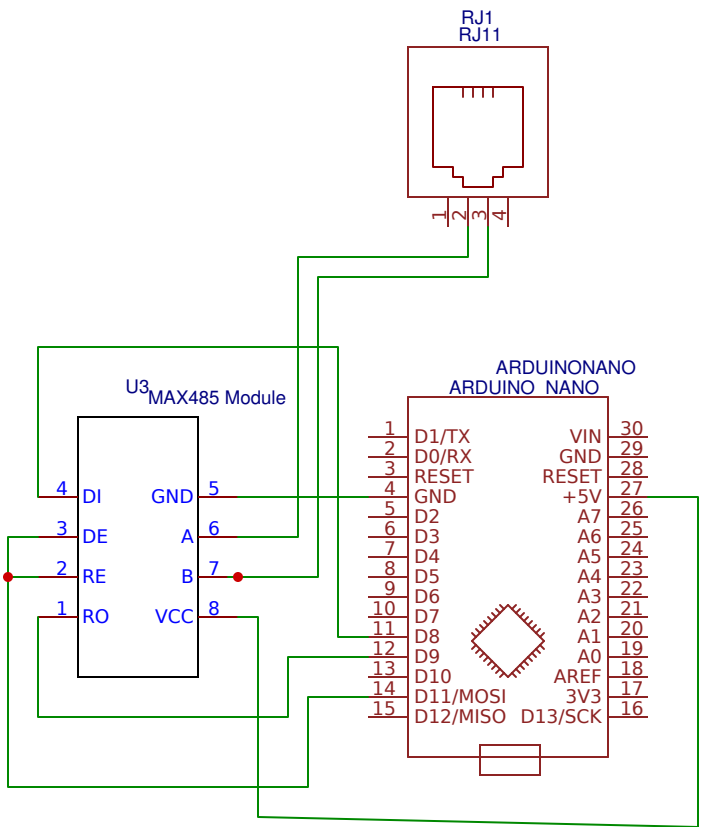 RJ1
RJ11
1 2 3 4
U3
MAX485 Module
4 DI GND 5
3 DE A 6
2 RE B 7
1 RO VCC 8
ARDUINONANO
ARDUINO NANO
1 D1/TX VIN 30
2 D0/RX GND 29
3 RESET RESET 28
4 GND +5V 27
5 D2 A7 26
6 D3 A6 25
7 D4 A5 24
8 D5 A4 23
9 D6 A3 22
10 D7 A2 21
11 D8 A1 20
12 D9 A0 19
13 D10 AREF 18
14 D11/MOSI 3V3 17
15 D12/MISO D13/SCK 16